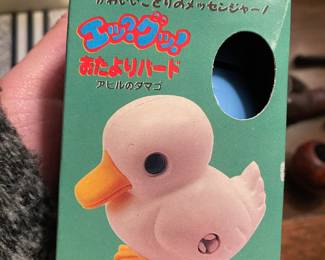 かわいいことりのメッセンジャー！
エッ？グッ！
おたよりバード
アヒルのタマゴ